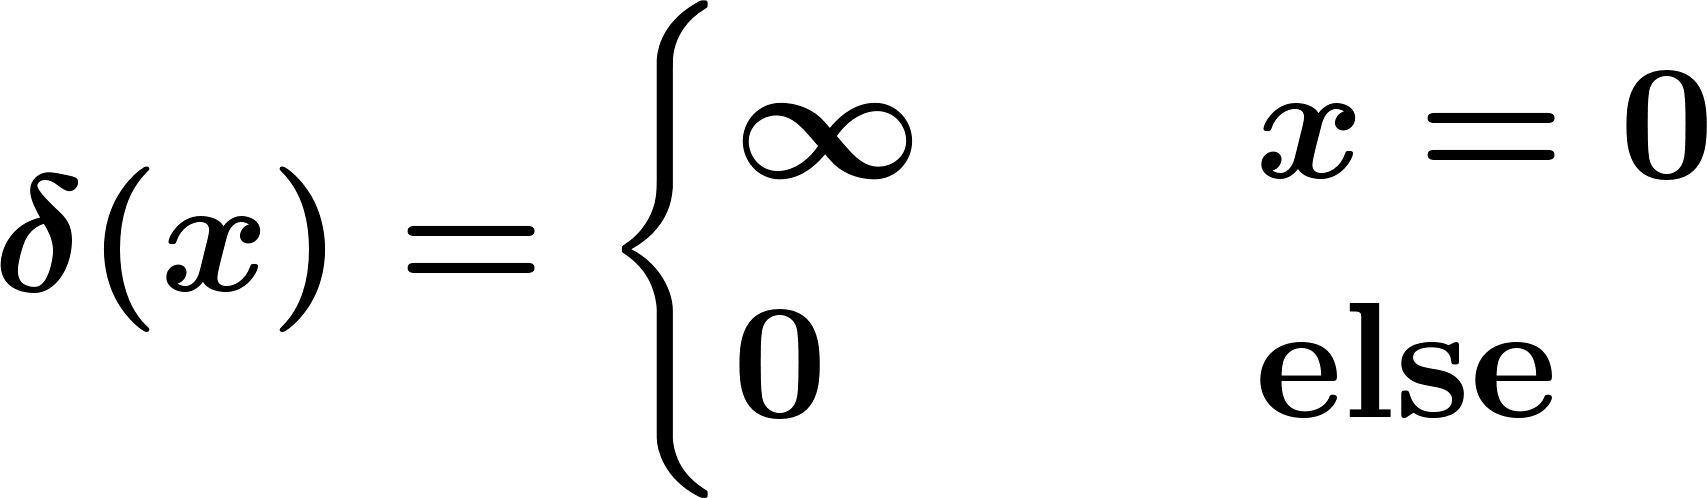 δ(x) = { ∞ x = 0
0 else